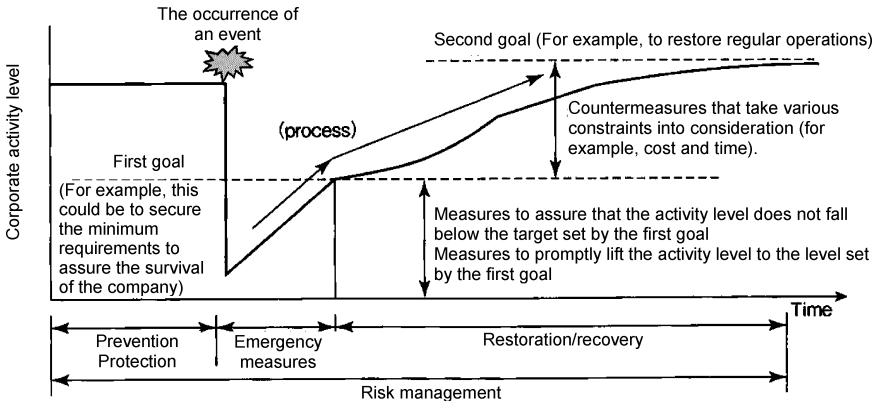 The occurrence of
an event
Second goal (For example, to restore regular operations)
Corporate activity level
(process)
Countermeasures that take various
constraints into consideration (for
example, cost and time).
First goal
(For example, this
could be to secure
the minimum
requirements to
assure the survival
of the company)
Measures to assure that the activity level does not fall
below the target set by the first goal
Measures to promptly lift the activity level to the level set
by the first goal
Time
Prevention
Protection
Emergency
measures
Restoration/recovery
Risk management